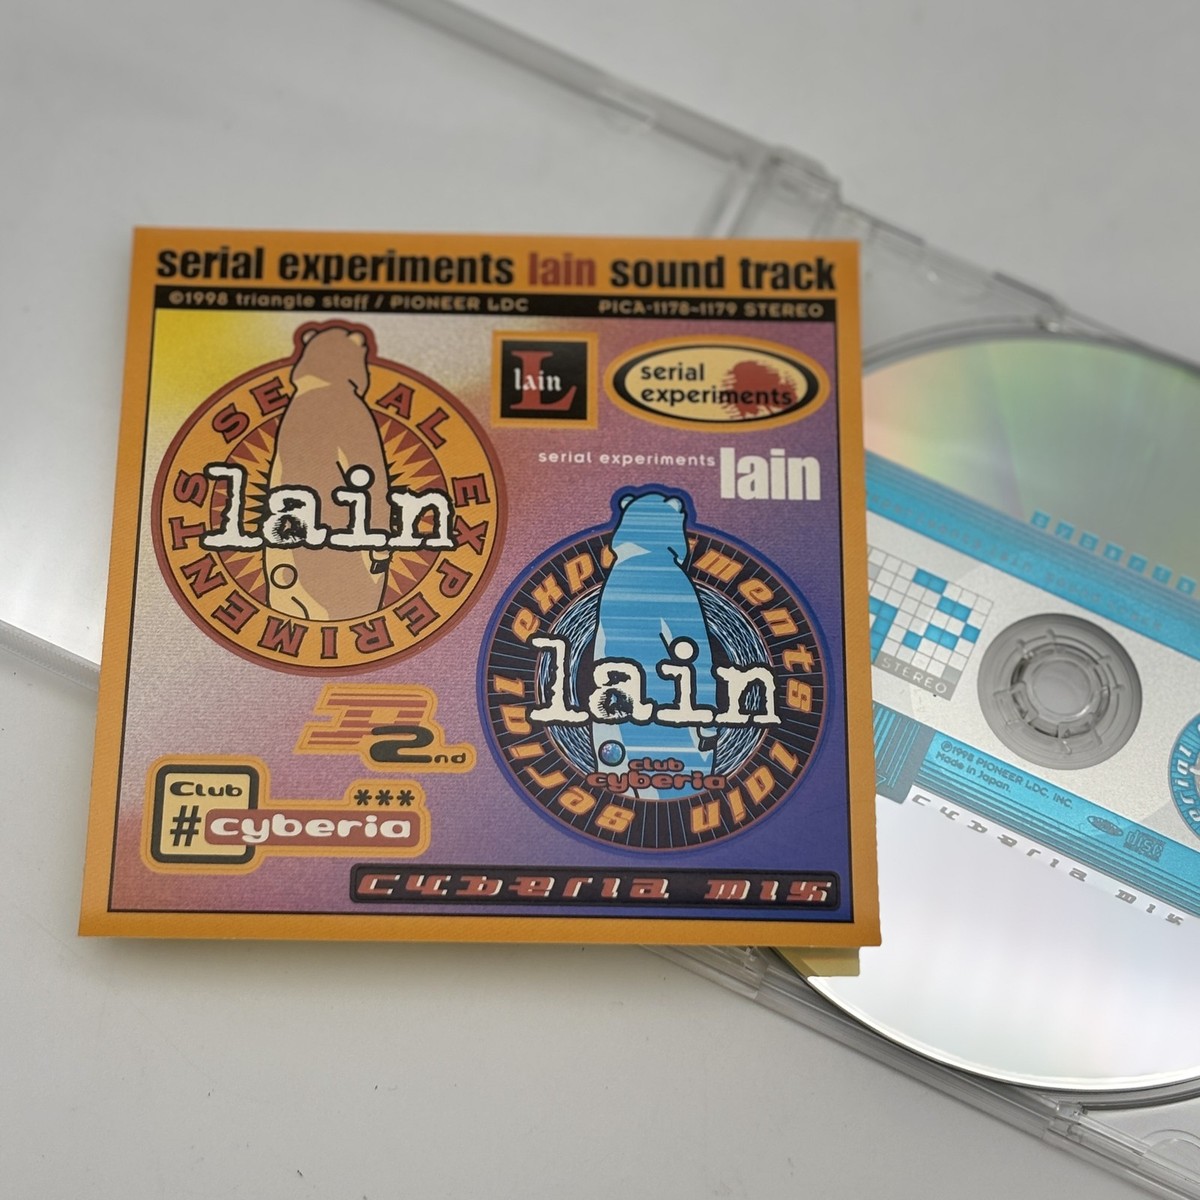 serial experiments lain sound track
©1998 triangle staff / PIONEER LDC PICA-1178~1179 STEREO
SERIAL EXPERIMENTS
lain
L
lain
serial
experiments
serial experiments lain
serial experiments lain
lain
club
cyberia
2nd
Club
***
# cyberia
cyberia mix
STEREO
℗1998 PIONEER LDC, INC.
Made in Japan.
cyberia mix